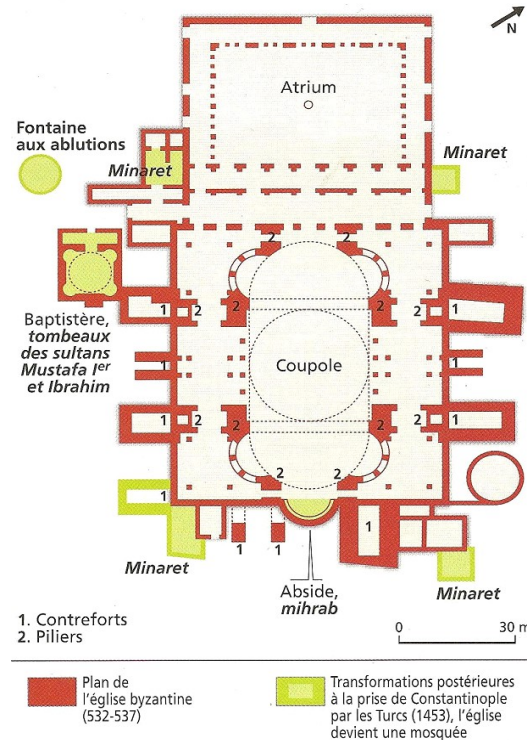 N
Atrium
Fontaine
aux ablutions
Minaret
Minaret
2 2
1 2 2 2 2 1
Baptistère,
tombeaux
des sultans
Mustafa Ier
et Ibrahim
1 1
Coupole
1 2 2 2 2 1
2 2
1
1
1 1
Minaret
Abside,
mihrab
Minaret
1. Contreforts
2. Piliers
0 30 m
Plan de
l'église byzantine
(532-537)
Transformations postérieures
à la prise de Constantinople
par les Turcs (1453), l'église
devient une mosquée